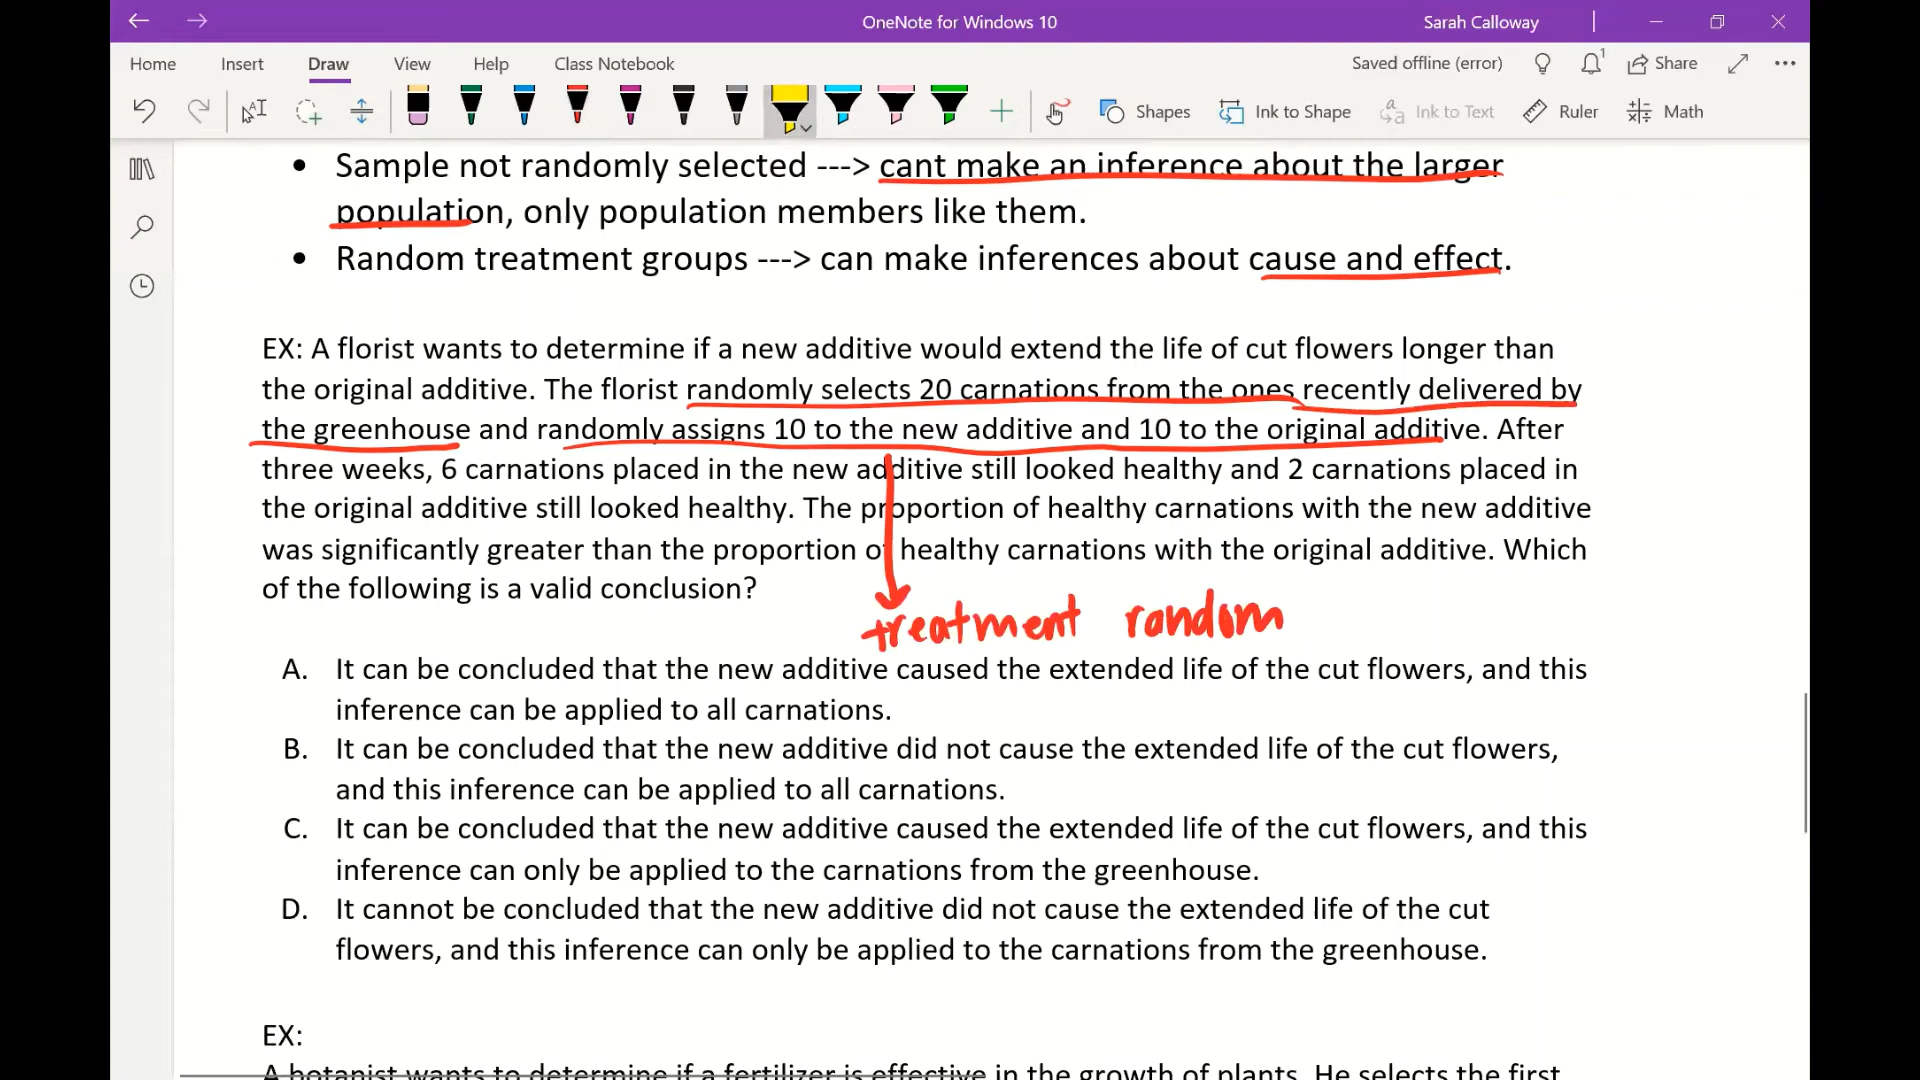 OneNote for Windows 10
Sarah Calloway
Home Insert Draw View Help Class Notebook
Saved offline (error)
1
Share
Shapes
Ink to Shape
Ink to Text
Ruler
Math
• Sample not randomly selected ---> cant make an inference about the larger
population, only population members like them.
• Random treatment groups ---> can make inferences about cause and effect.
EX: A florist wants to determine if a new additive would extend the life of cut flowers longer than
the original additive. The florist randomly selects 20 carnations from the ones recently delivered by
the greenhouse and randomly assigns 10 to the new additive and 10 to the original additive. After
three weeks, 6 carnations placed in the new additive still looked healthy and 2 carnations placed in
the original additive still looked healthy. The proportion of healthy carnations with the new additive
was significantly greater than the proportion of healthy carnations with the original additive. Which
of the following is a valid conclusion?
treatment random
A. It can be concluded that the new additive caused the extended life of the cut flowers, and this
inference can be applied to all carnations.
B. It can be concluded that the new additive did not cause the extended life of the cut flowers,
and this inference can be applied to all carnations.
C. It can be concluded that the new additive caused the extended life of the cut flowers, and this
inference can only be applied to the carnations from the greenhouse.
D. It cannot be concluded that the new additive did not cause the extended life of the cut
flowers, and this inference can only be applied to the carnations from the greenhouse.
EX:
A botanist wants to determine if a fertilizer is effective in the growth of plants. He selects the first